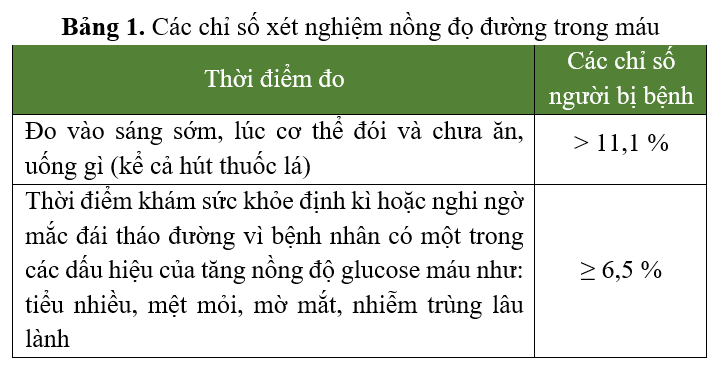 Bảng 1. Các chỉ số xét nghiệm nồng đọ đường trong máu
Thời điểm đo
Các chỉ số
người bị bệnh
Đo vào sáng sớm, lúc cơ thể đói và chưa ăn,
uống gì (kể cả hút thuốc lá)
> 11,1 %
Thời điểm khám sức khỏe định kì hoặc nghi ngờ
mắc đái tháo đường vì bệnh nhân có một trong
các dấu hiệu của tăng nồng độ glucose máu như:
tiểu nhiều, mệt mỏi, mờ mắt, nhiễm trùng lâu
lành
≥ 6,5 %